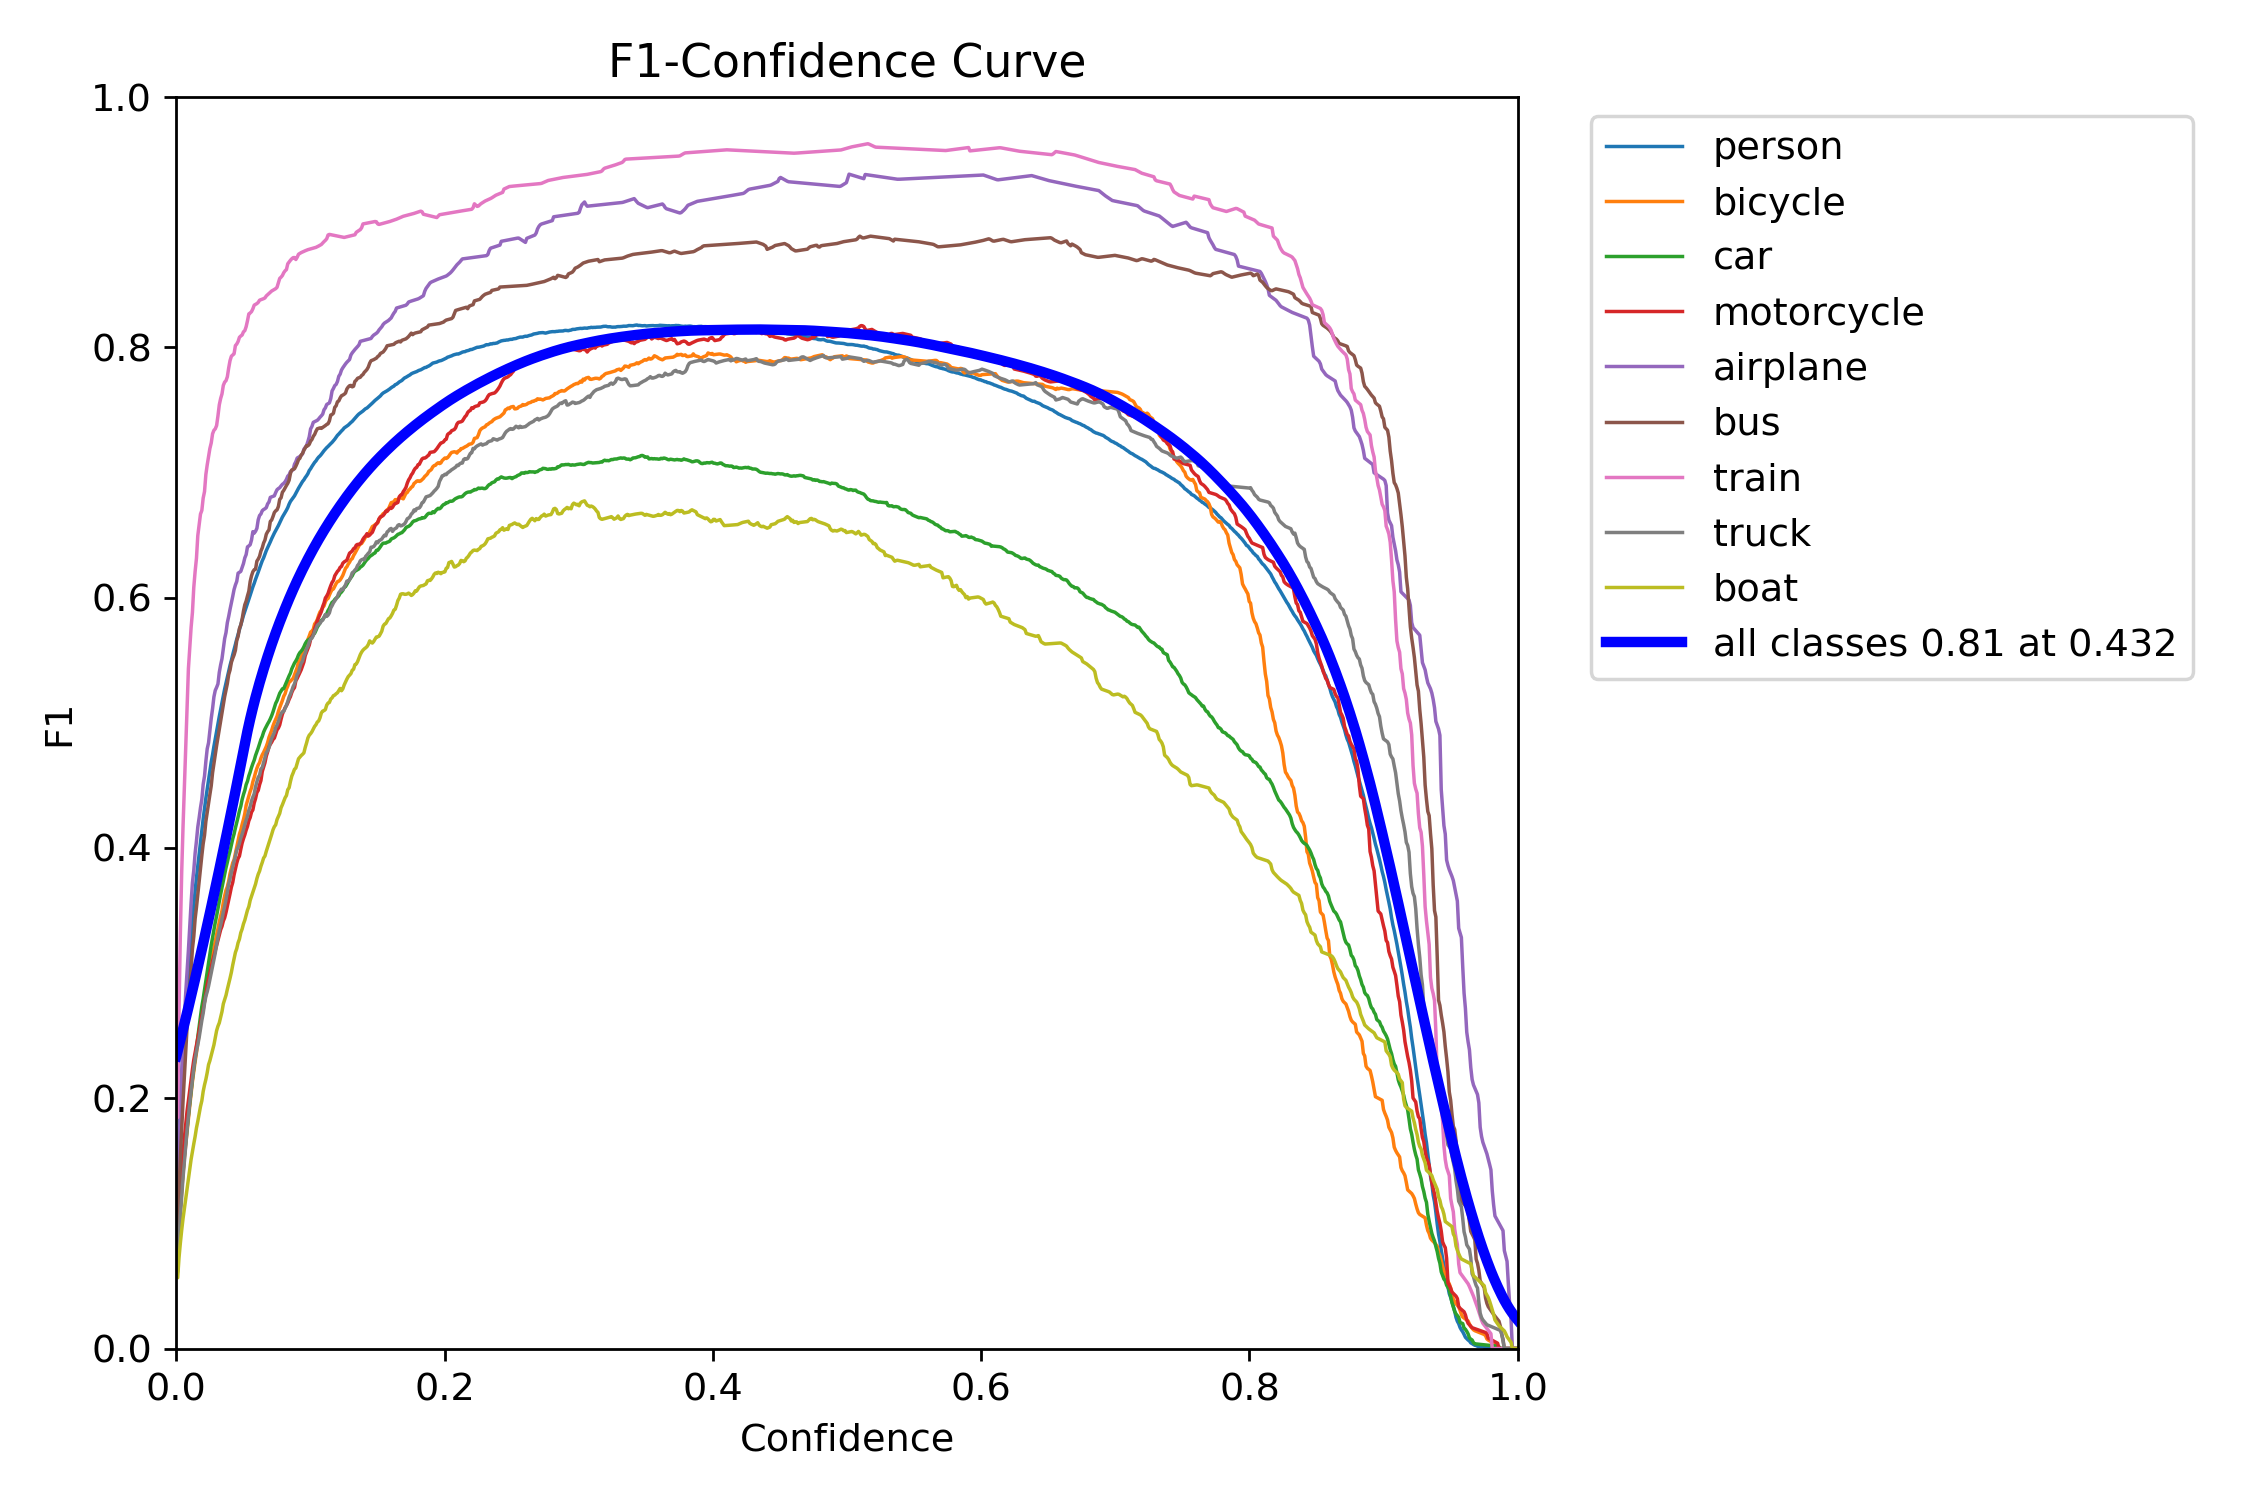 F1-Confidence Curve
1.0
0.8
0.6
0.4
0.2
0.0
F1
0.0 0.2 0.4 0.6 0.8 1.0
Confidence
person
bicycle
car
motorcycle
airplane
bus
train
truck
boat
all classes 0.81 at 0.432